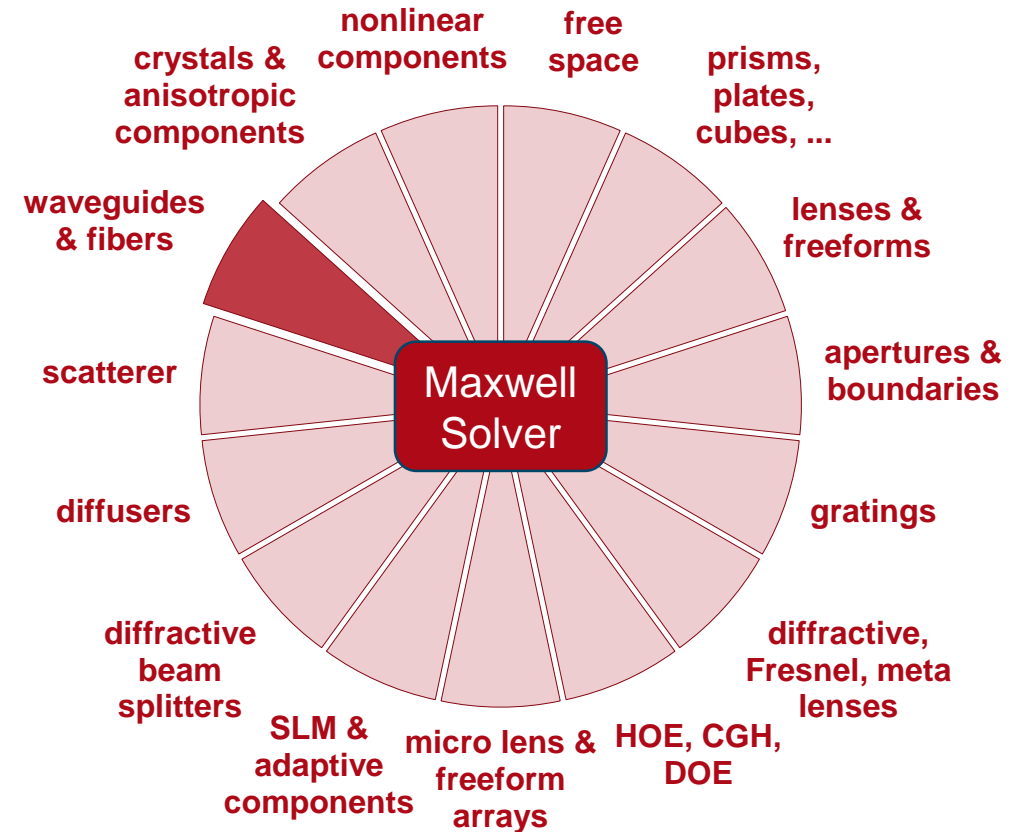 nonlinear
components
free
space
prisms,
plates,
cubes, ...
lenses &
freeforms
apertures &
boundaries
gratings
diffractive,
Fresnel, meta
lenses
HOE, CGH,
DOE
micro lens &
freeform
arrays
SLM &
adaptive
components
diffractive
beam
splitters
diffusers
scatterer
waveguides
& fibers
crystals &
anisotropic
components
Maxwell
Solver